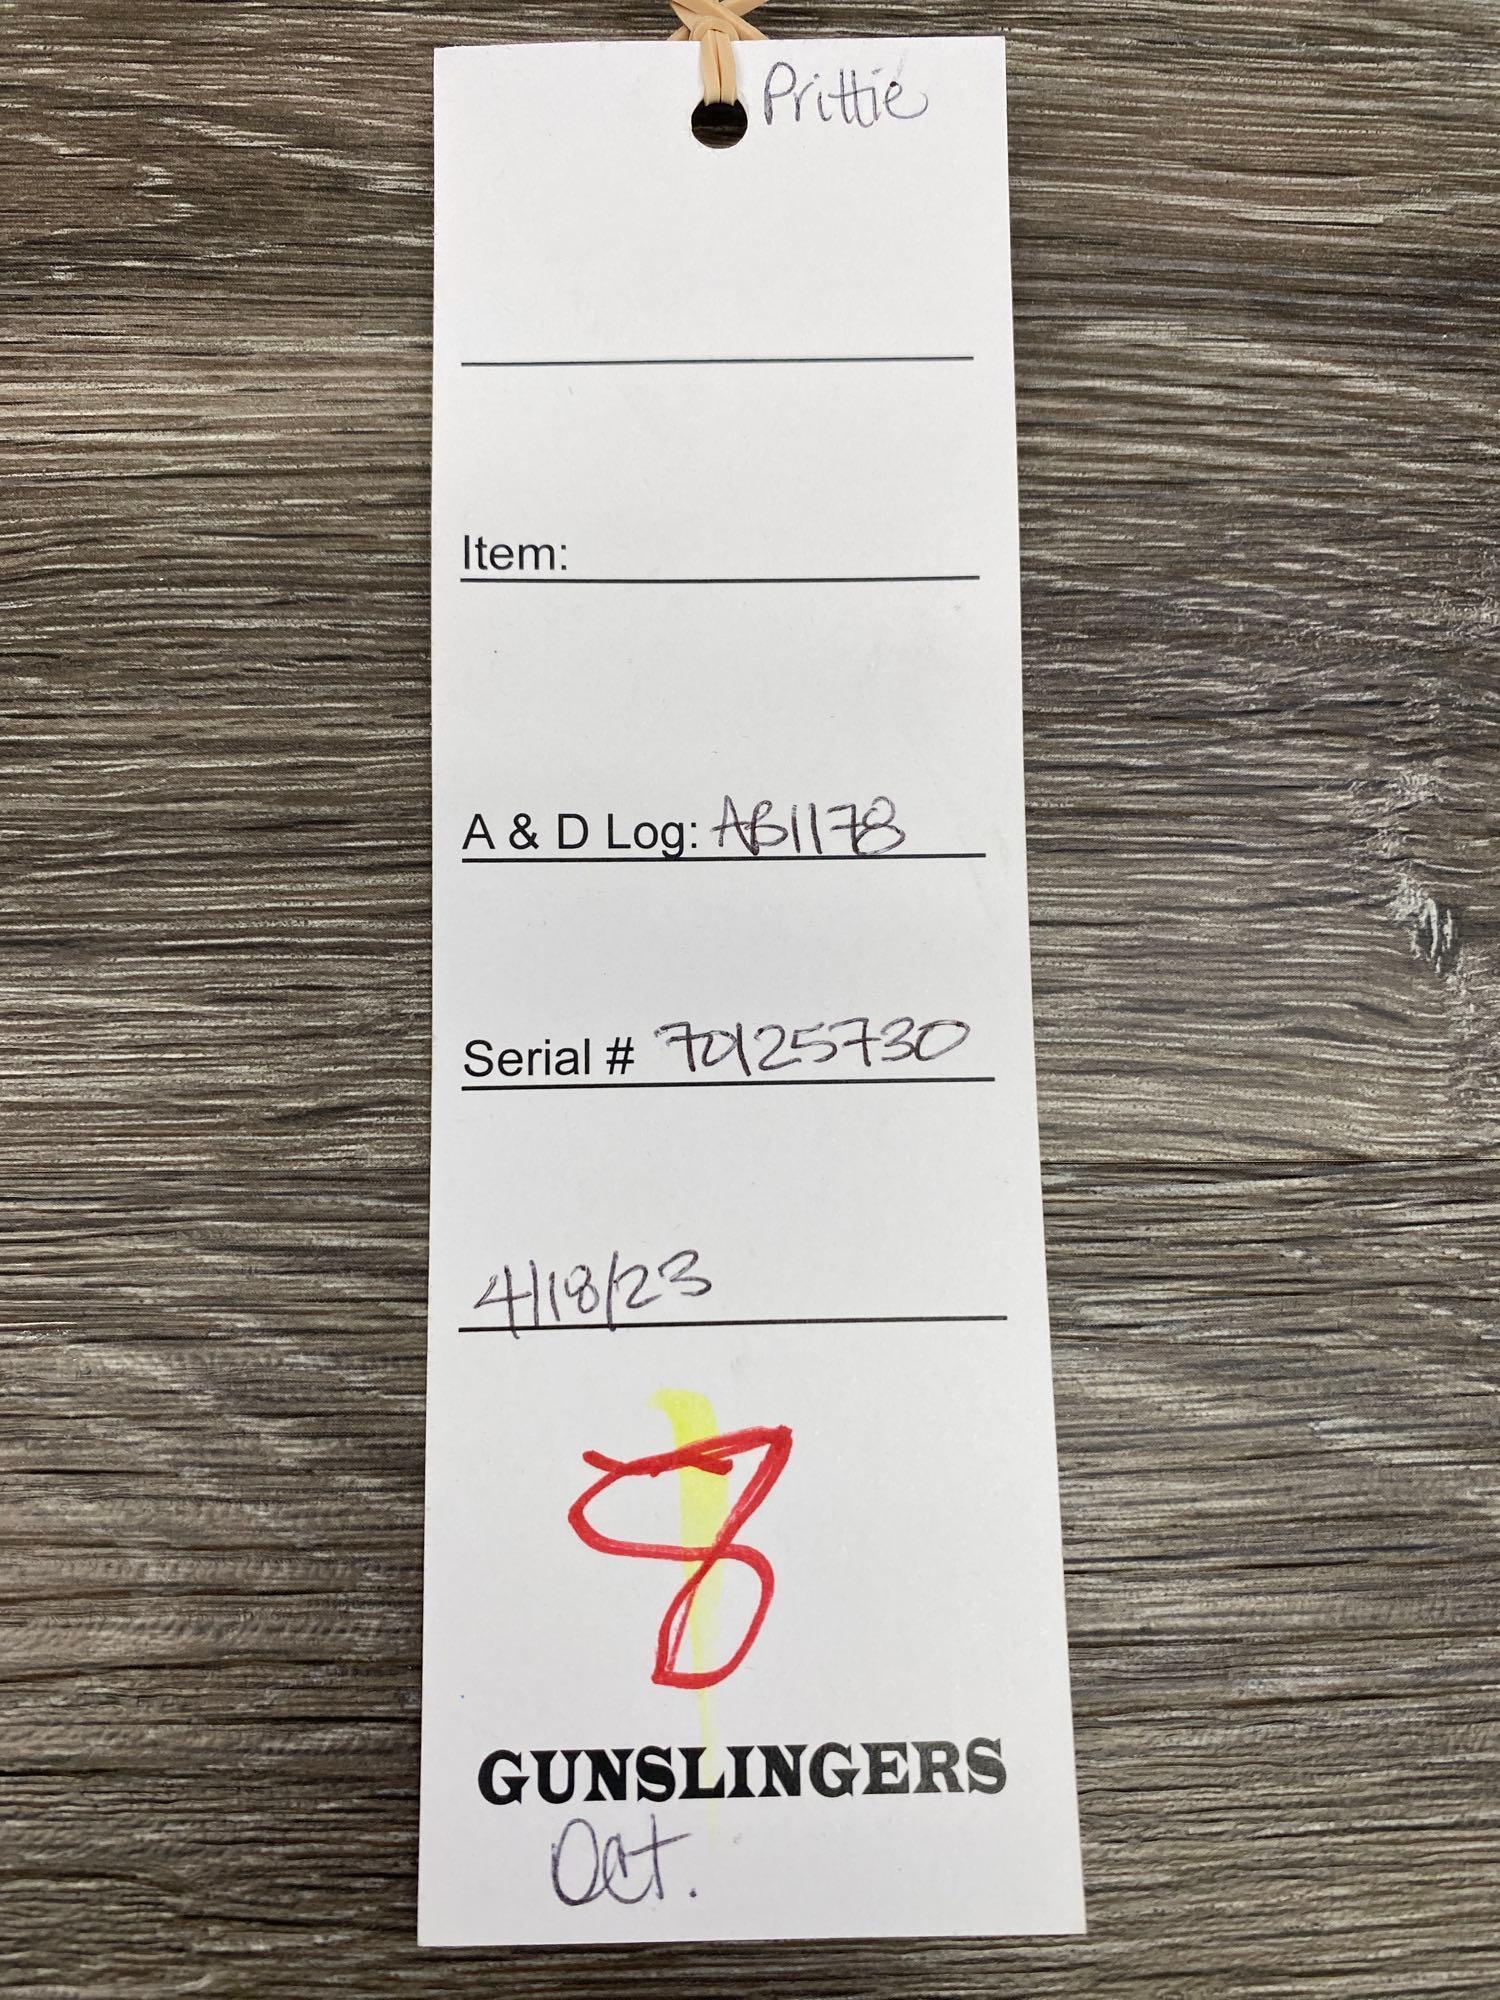 Prittie
Item:
A & D Log: AB1178
Serial # 70125730
4/18/23
8
GUNSLINGERS
Oct.